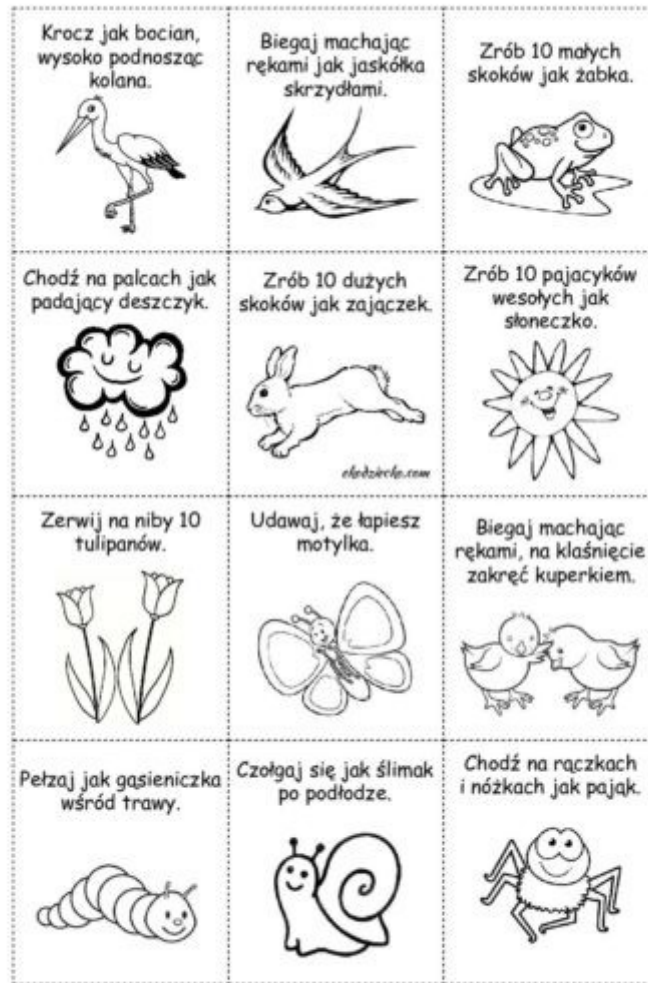 Krocz jak bocian,
wysoko podnosząc
kolana.
Biegaj machając
rękami jak jaskółka
skrzydłami.
Zrób 10 małych
skoków jak żabka.
Chodź na palcach jak
padający deszczyk.
Zrób 10 dużych
skoków jak zajączek.
ekodziecko.com
Zrób 10 pajacyków
wesołych jak
słoneczko.
Zerwij na niby 10
tulipanów.
Udawaj, że łapiesz
motylka.
Biegaj machając
rękami, na klaśnięcie
zakręć kuperkiem.
Pełzaj jak gąsieniczka
wśród trawy.
Czołgaj się jak ślimak
po podłodze.
Chodź na rączkach
i nóżkach jak pająk.